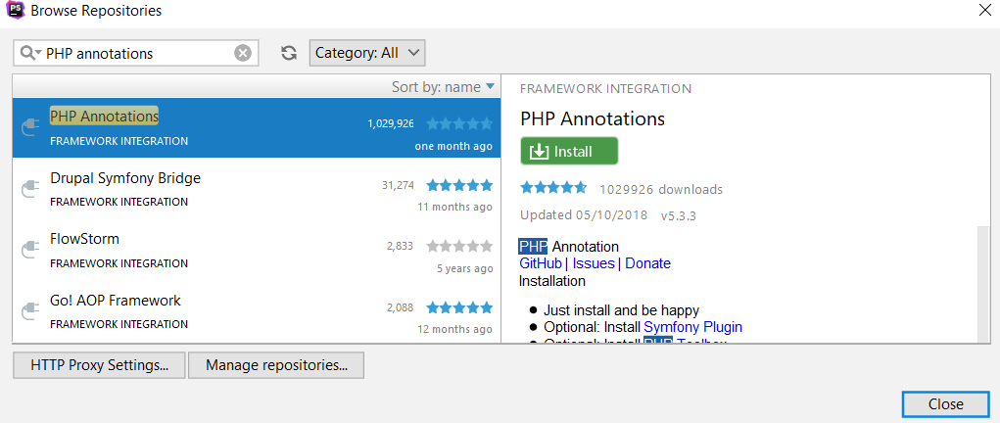 PS Browse Repositories
PHP annotations
Category: All
Sort by: name
PHP Annotations
1,029,926
FRAMEWORK INTEGRATION
one month ago
Drupal Symfony Bridge
31,274
FRAMEWORK INTEGRATION
11 months ago
FlowStorm
2,833
FRAMEWORK INTEGRATION
5 years ago
Go! AOP Framework
2,088
FRAMEWORK INTEGRATION
12 months ago
FRAMEWORK INTEGRATION
PHP Annotations
Install
1029926 downloads
Updated 05/10/2018 v5.3.3
PHP Annotation
GitHub | Issues | Donate
Installation
● Just install and be happy
● Optional: Install Symfony Plugin
● Optional: Install PHP Toolbox
HTTP Proxy Settings...
Manage repositories...
Close